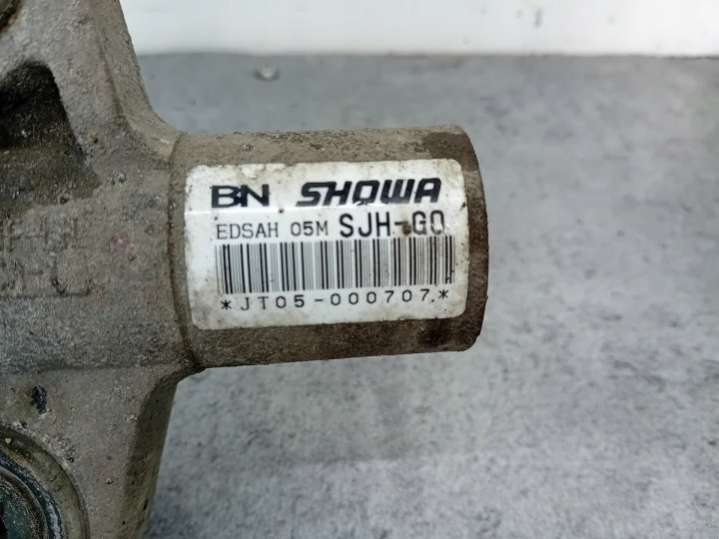 BN SHOWA
EDSAH 05M SJH-G0
*JT05-000707*